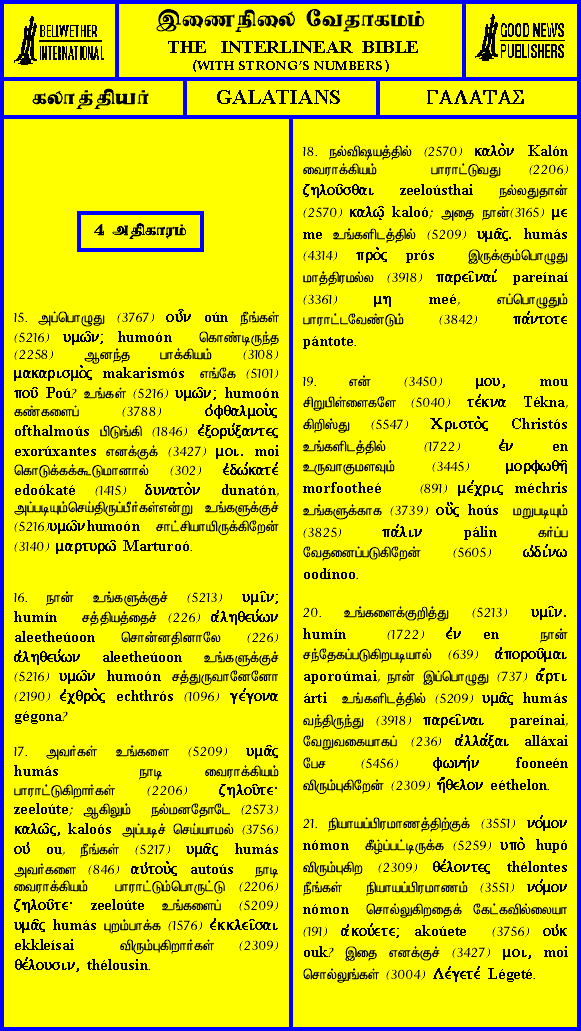 BELLWETHER
INTERNATIONAL
இணைநிலை வேதாகமம்
THE INTERLINEAR BIBLE
(WITH STRONG'S NUMBERS)
GOOD NEWS
PUBLISHERS
கலாத்தியர்
GALATIANS
ΓΑΛΑΤΑΣ
4 அதிகாரம்
15. அப்பொழுது (3767) οὖν oún நீங்கள்
(5216) υμῶν; humoón கொண்டிருந்த
(2258) ஆனந்த பாக்கியம் (3108)
μακαρισμὸς makarismós எங்கே (5101)
ποῦ Poú? உங்கள் (5216) υμῶν; humoón
கண்களைப் (3788) ὀφθαλμοὺς
ofthalmoús பிடுங்கி (1846) ἐξορύξαντες
exorúxantes எனக்குக் (3427) μοι. moi
கொடுக்கக்கூடுமானால் (302) ἐδώκατέ
edoókaté (1415) δυνατὸν dunatón,
அப்படியும்செய்திருப்பீர்கள்என்று உங்களுக்குச்
(5216)υμῶνhumoón சாட்சியாயிருக்கிறேன்
(3140) μαρτυρῶ Marturoó.
16. நான் உங்களுக்குச் (5213) υμῖν;
humín சத்தியத்தைச் (226) ἀληθεύων
aleetheúoon சொன்னதினாலே (226)
ἀληθεύων aleetheúoon உங்களுக்குச்
(5216) υμῶν humoón சத்துருவானேனோ
(2190) ἐχθρὸς echthrós (1096) γέγονα
gégona?
17. அவர்கள் உங்களை (5209) υμᾶς
humás நாடி வைராக்கியம்
பாராட்டுகிறார்கள் (2206) ζηλοῦτε·
zeeloúte; ஆகிலும் நல்மனதோடே (2573)
καλῶς, kaloós அப்படிச் செய்யாமல் (3756)
οὐ ou, நீங்கள் (5217) υμᾶς humás
அவர்களை (846) αὐτοὺς autoús நாடி
வைராக்கியம் பாராட்டும்பொருட்டு (2206)
ζηλοῦτε· zeeloúte உங்களைப் (5209)
υμᾶς humás புறம்பாக்க (1576) ἐκκλεῖσαι
ekkleísai விரும்புகிறார்கள் (2309)
θέλουσιν, thélousin.
18. நல்விஷயத்தில் (2570) καλὸν Kalón
வைராக்கியம் பாராட்டுவது (2206)
ζηλοῦσθαι zeeloústhai நல்லதுதான்
(2570) καλῷ kaloó; அதை நான்(3165) με
me உங்களிடத்தில் (5209) υμᾶς. humás
(4314) πρὸς prós இருக்கும்பொழுது
மாத்திரமல்ல (3918) παρεῖναί pareínaí
(3361) μη meé, எப்பொழுதும்
பாராட்டவேண்டும் (3842) πάντοτε
pántote.
19. என் (3450) μου, mou
சிறுபிள்ளைகளே (5040) τέκνα Tékna,
கிறிஸ்து (5547) Χριστὸς Christós
உங்களிடத்தில் (1722) ἐν en
உருவாகுமளவும் (3445) μορφωθῆ
morfootheé (891) μέχρις méchris
உங்களுக்காக (3739) οὓς hoús மறுபடியும்
(3825) πάλιν pálin கர்ப்ப
வேதனைப்படுகிறேன் (5605) ὠδίνω
oodínoo.
20. உங்களைக்குறித்து (5213) υμῖν.
humín (1722) ἐν en நான்
சந்தேகப்படுகிறபடியால் (639) ἀποροῦμαι
aporoúmai, நான் இப்பொழுது (737) ἄρτι
árti உங்களிடத்தில் (5209) υμᾶς humás
வந்திருந்து (3918) παρεῖναι pareínai,
வேறுவகையாகப் (236) ἀλλάξαι alláxai
பேச (5456) φωνήν fooneén
விரும்புகிறேன் (2309) ἤθελον eéthelon.
21. நியாயப்பிரமாணத்திற்குக் (3551) νόμον
nómon கீழ்ப்பட்டிருக்க (5259) υπὸ hupó
விரும்புகிற (2309) θέλοντες thélontes
நீங்கள் நியாயப்பிரமாணம் (3551) νόμον
nómon சொல்லுகிறதைக் கேட்கவில்லையா
(191) ἀκούετε; akoúete (3756) οὐκ
ouk? இதை எனக்குச் (3427) μοι, moi
சொல்லுங்கள் (3004) Λέγετέ Légeté.